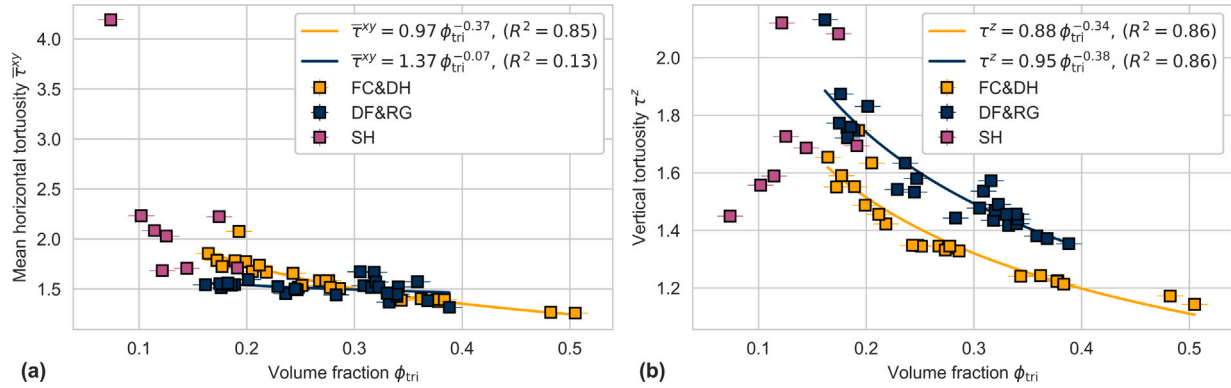 4.0
3.5
3.0
2.5
2.0
1.5
Mean horizontal tortuosity τ̅ˣʸ
τ̅ˣʸ = 0.97 ϕ_tri^−0.37, (R² = 0.85)
τ̅ˣʸ = 1.37 ϕ_tri^−0.07, (R² = 0.13)
FC&DH
DF&RG
SH
0.1 0.2 0.3 0.4 0.5
(a) Volume fraction ϕ_tri
2.0
1.8
1.6
1.4
1.2
Vertical tortuosity τᶻ
τᶻ = 0.88 ϕ_tri^−0.34, (R² = 0.86)
τᶻ = 0.95 ϕ_tri^−0.38, (R² = 0.86)
FC&DH
DF&RG
SH
0.1 0.2 0.3 0.4 0.5
(b) Volume fraction ϕ_tri